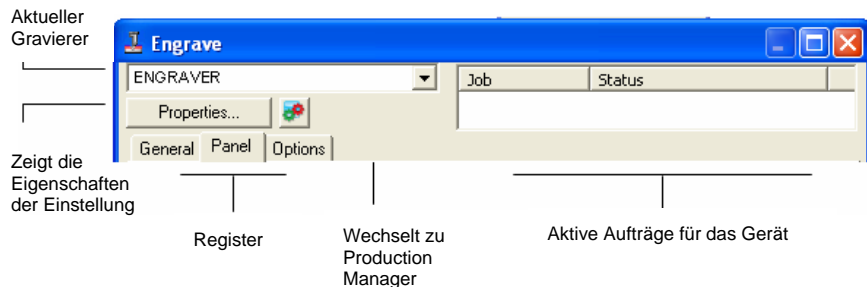 Aktueller
Gravierer
Engrave
ENGRAVER
Job Status
Properties...
General Panel Options
Zeigt die
Eigenschaften
der Einstellung
Register
Wechselt zu
Production
Manager
Aktive Aufträge für das Gerät